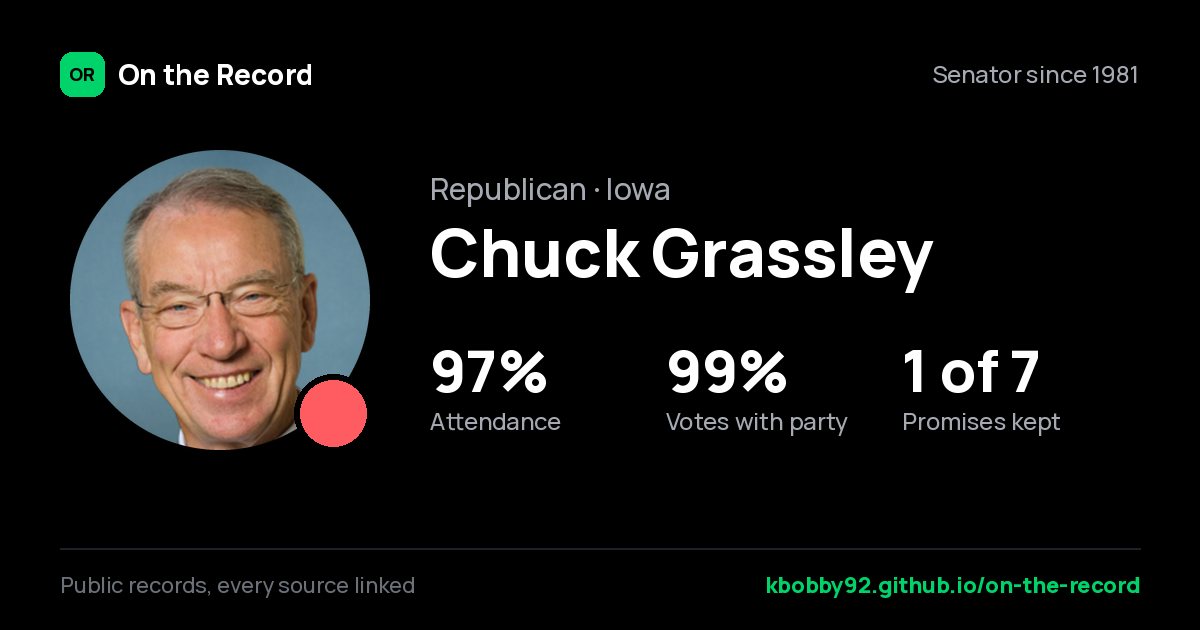 OR On the Record
Senator since 1981
Republican · Iowa
Chuck Grassley
97% 99% 1 of 7
Attendance Votes with party Promises kept
Public records, every source linked
kbobby92.github.io/on-the-record